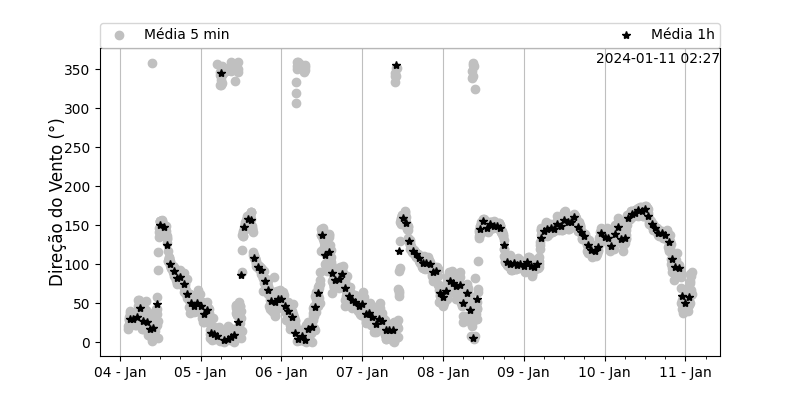 Média 5 min
Média 1h
2024-01-11 02:27
Direção do Vento (°)
350
300
250
200
150
100
50
0
04 - Jan
05 - Jan
06 - Jan
07 - Jan
08 - Jan
09 - Jan
10 - Jan
11 - Jan